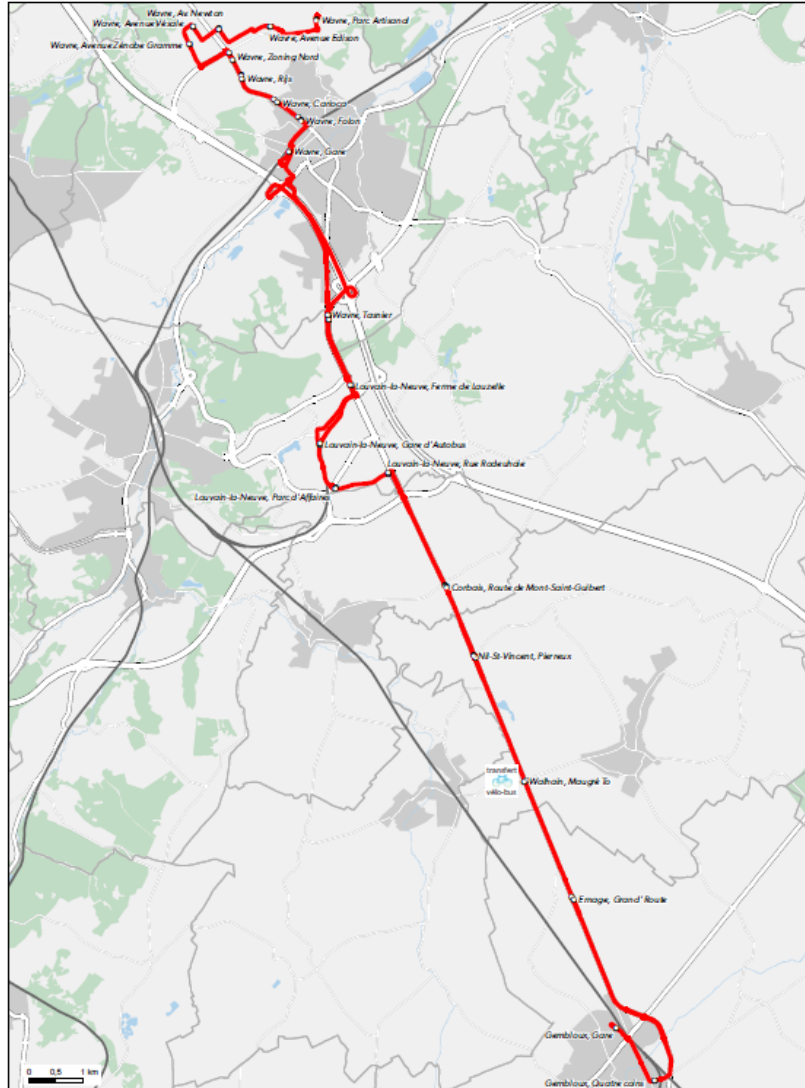 Wavre, Av. Newton
Wavre, Parc Artisanal
Wavre, Avenue Vésale
Wavre, Avenue Edison
Wavre, Avenue Zénobe Gramme
Wavre, Zoning Nord
Wavre, Rijs
Wavre, Carioca
Wavre, Folon
Wavre, Gare
Wavre, Tasnier
Louvain-la-Neuve, Ferme de Lauzelle
Louvain-la-Neuve, Gare d'Autobus
Louvain-la-Neuve, Rue Rodeuhaie
Louvain-la-Neuve, Parc d'Affaires
Corbais, Route de Mont-Saint-Guibert
Nil-St-Vincent, Pierreux
transfert
vélo-bus
Walhain, Maugré To
Ernage, Grand' Route
Gembloux, Gare
Gembloux, Quatre coins
0 0,5 1 km